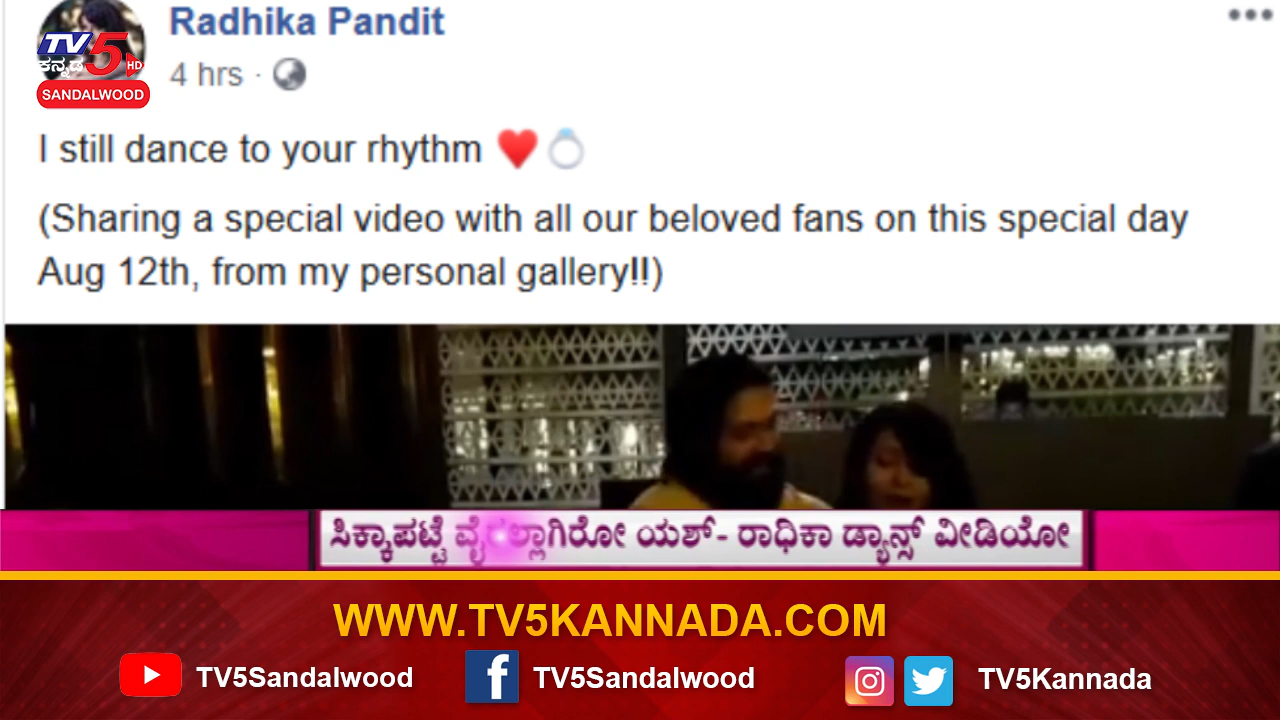 Radhika Pandit
TV5
ಕನ್ನಡ HD
SANDALWOOD
4 hrs ·
I still dance to your rhythm ❤️💍
(Sharing a special video with all our beloved fans on this special day
Aug 12th, from my personal gallery!!)
ಸಿಕ್ಕಾಪಟ್ಟೆ ವೈರಲ್ಲಾಗಿರೋ ಯಶ್- ರಾಧಿಕಾ ಡ್ಯಾನ್ಸ್ ವೀಡಿಯೋ
WWW.TV5KANNADA.COM
TV5Sandalwood
TV5Sandalwood
TV5Kannada